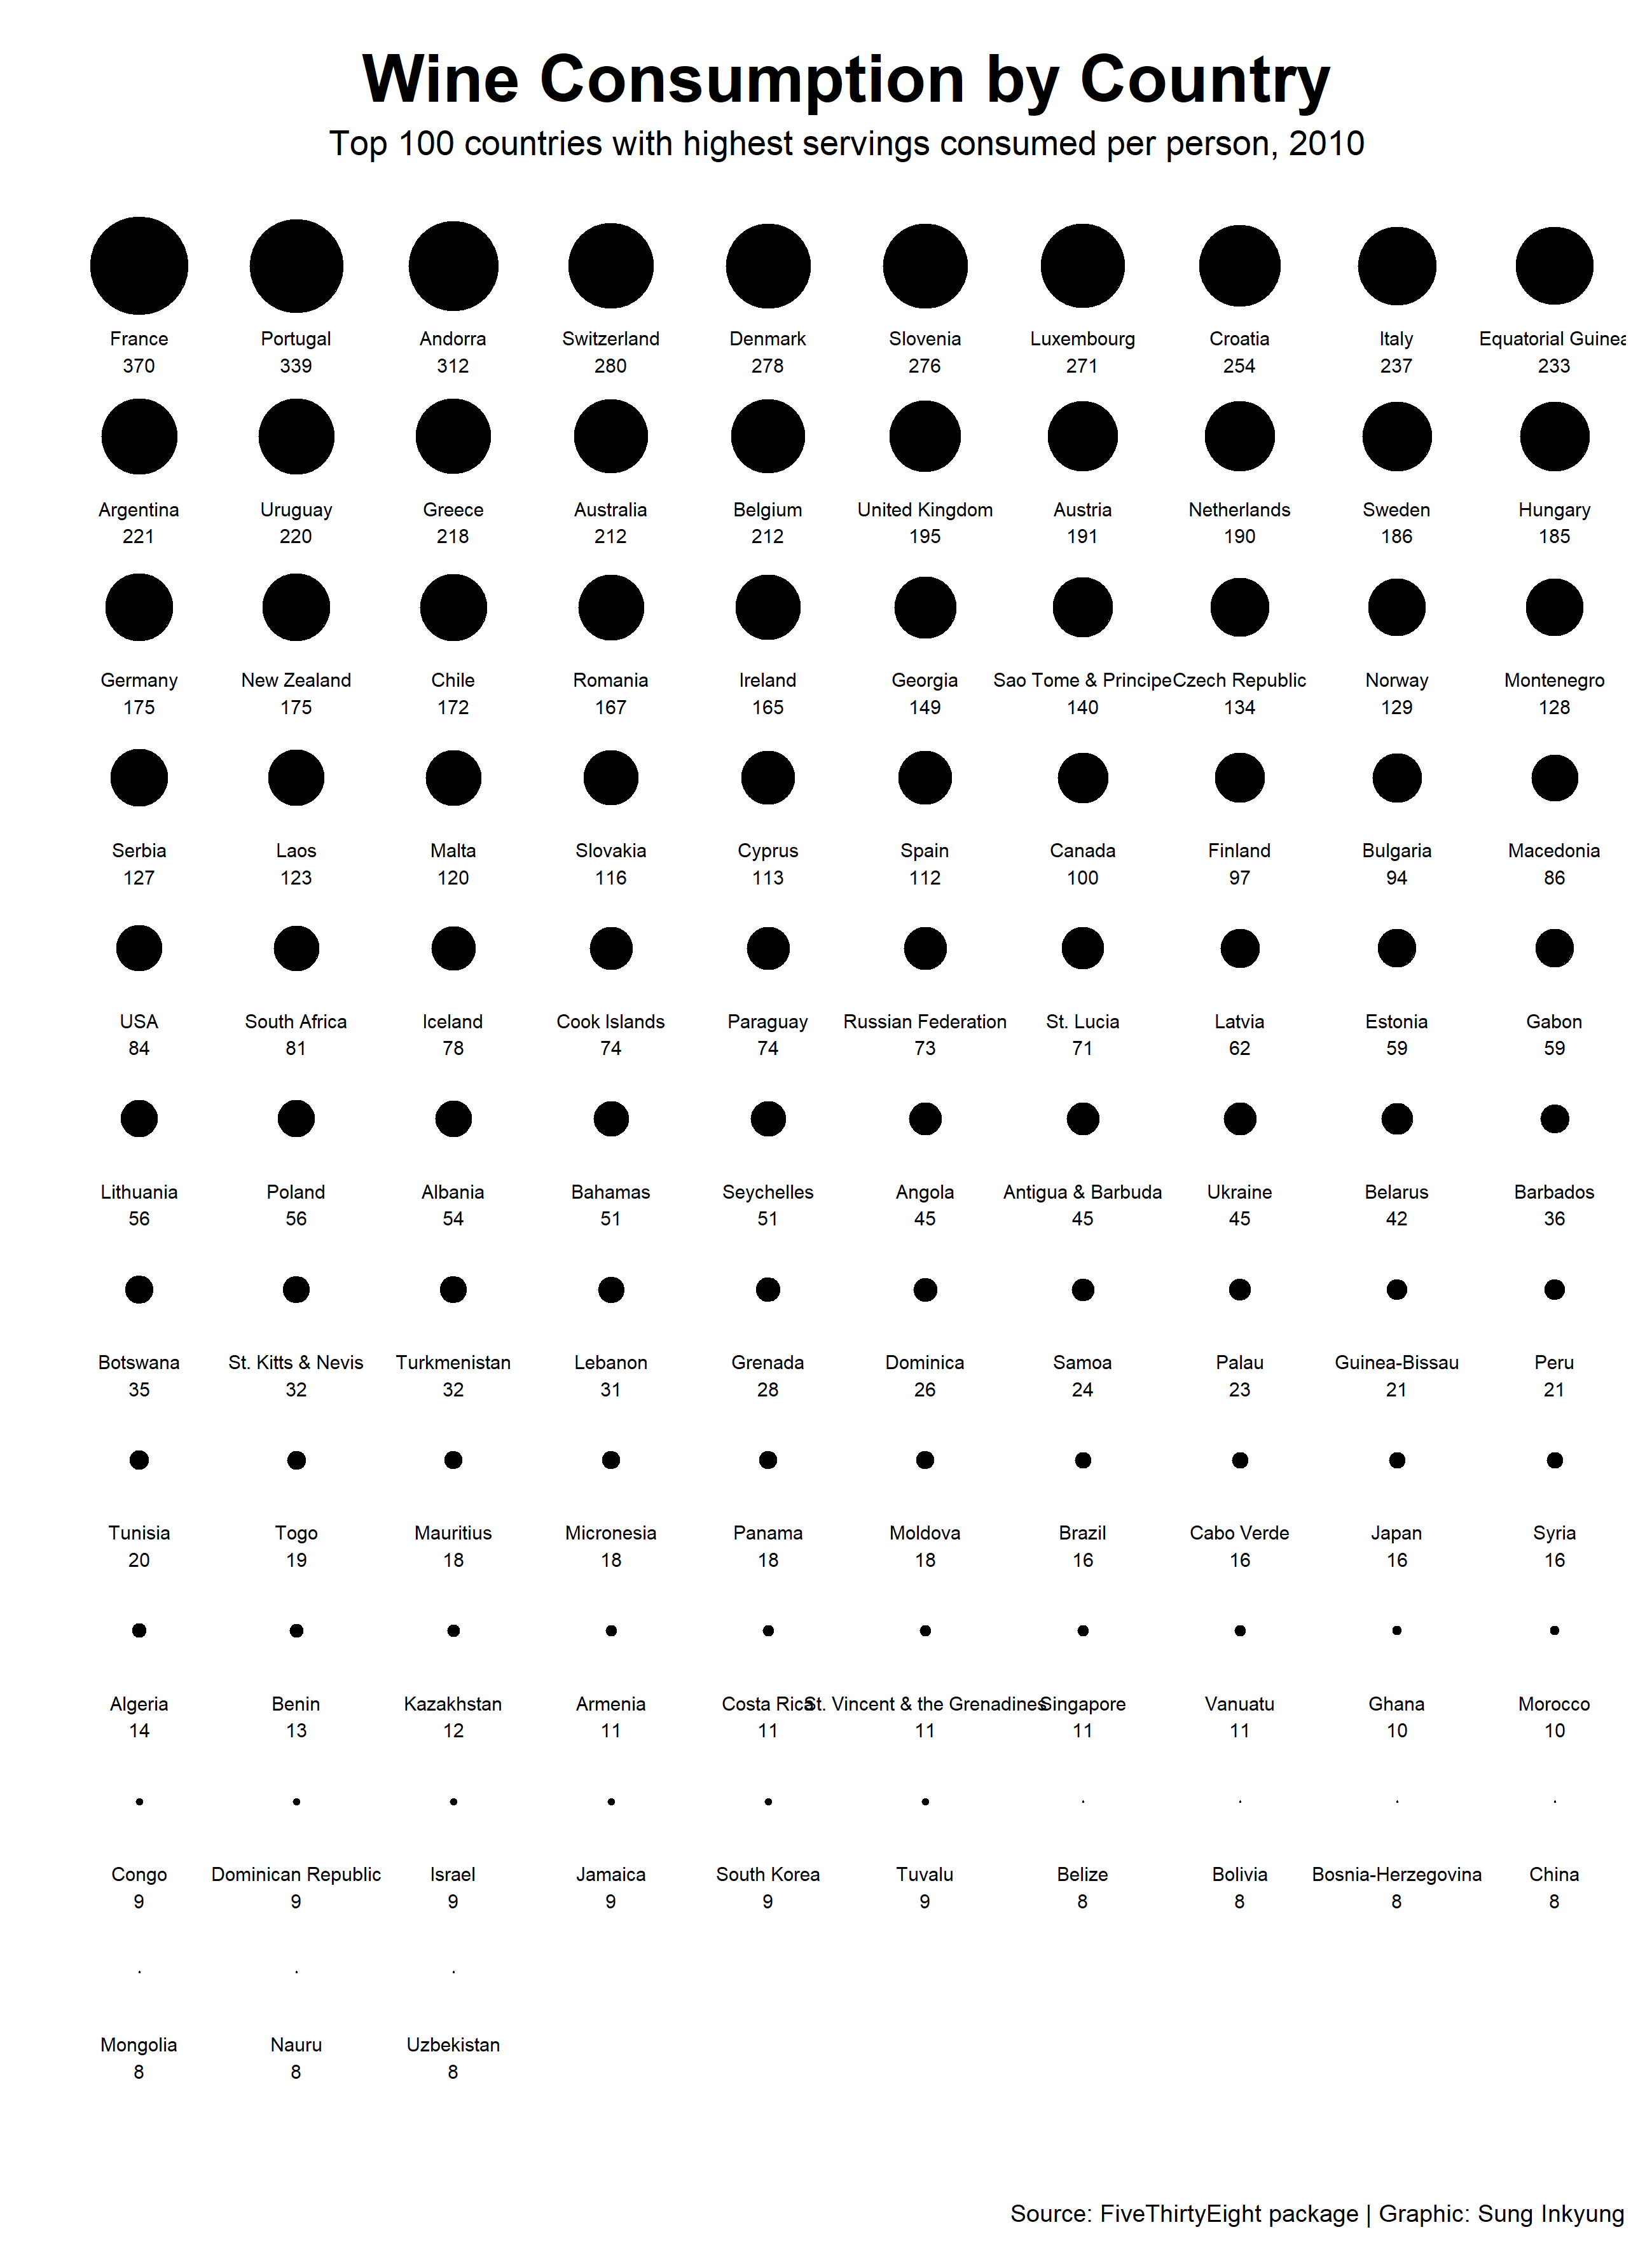 Wine Consumption by Country
Top 100 countries with highest servings consumed per person, 2010
France Portugal Andorra Switzerland Denmark Slovenia Luxembourg Croatia Italy Equatorial Guinea
370 339 312 280 278 276 271 254 237 233
Argentina Uruguay Greece Australia Belgium United Kingdom Austria Netherlands Sweden Hungary
221 220 218 212 212 195 191 190 186 185
Germany New Zealand Chile Romania Ireland Georgia Sao Tome & Principe Czech Republic Norway Montenegro
175 175 172 167 165 149 140 134 129 128
Serbia Laos Malta Slovakia Cyprus Spain Canada Finland Bulgaria Macedonia
127 123 120 116 113 112 100 97 94 86
USA South Africa Iceland Cook Islands Paraguay Russian Federation St. Lucia Latvia Estonia Gabon
84 81 78 74 74 73 71 62 59 59
Lithuania Poland Albania Bahamas Seychelles Angola Antigua & Barbuda Ukraine Belarus Barbados
56 56 54 51 51 45 45 45 42 36
Botswana St. Kitts & Nevis Turkmenistan Lebanon Grenada Dominica Samoa Palau Guinea-Bissau Peru
35 32 32 31 28 26 24 23 21 21
Tunisia Togo Mauritius Micronesia Panama Moldova Brazil Cabo Verde Japan Syria
20 19 18 18 18 18 16 16 16 16
Algeria Benin Kazakhstan Armenia Costa Rica St. Vincent & the Grenadines Singapore Vanuatu Ghana Morocco
14 13 12 11 11 11 11 11 10 10
Congo Dominican Republic Israel Jamaica South Korea Tuvalu Belize Bolivia Bosnia-Herzegovina China
9 9 9 9 9 9 8 8 8 8
Mongolia Nauru Uzbekistan
8 8 8
Source: FiveThirtyEight package | Graphic: Sung Inkyung